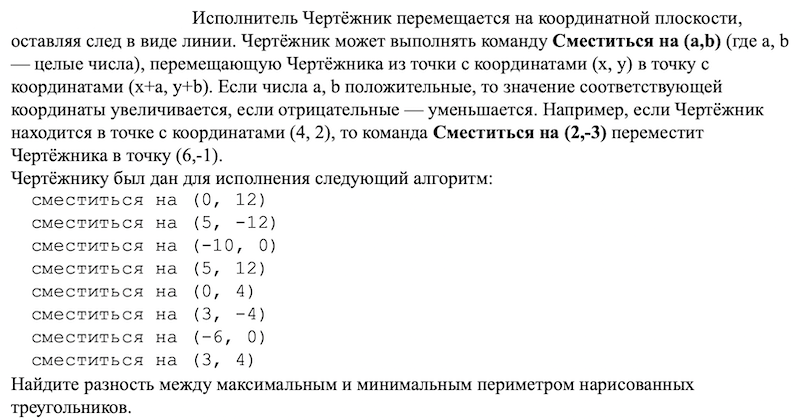 Исполнитель Чертёжник перемещается на координатной плоскости,
оставляя след в виде линии. Чертёжник может выполнять команду Сместиться на (a,b) (где a, b
— целые числа), перемещающую Чертёжника из точки с координатами (x, y) в точку с
координатами (x+a, y+b). Если числа a, b положительные, то значение соответствующей
координаты увеличивается, если отрицательные — уменьшается. Например, если Чертёжник
находится в точке с координатами (4, 2), то команда Сместиться на (2,-3) переместит
Чертёжника в точку (6,-1).
Чертёжнику был дан для исполнения следующий алгоритм:
сместиться на (0, 12)
сместиться на (5, -12)
сместиться на (-10, 0)
сместиться на (5, 12)
сместиться на (0, 4)
сместиться на (3, -4)
сместиться на (-6, 0)
сместиться на (3, 4)
Найдите разность между максимальным и минимальным периметром нарисованных
треугольников.